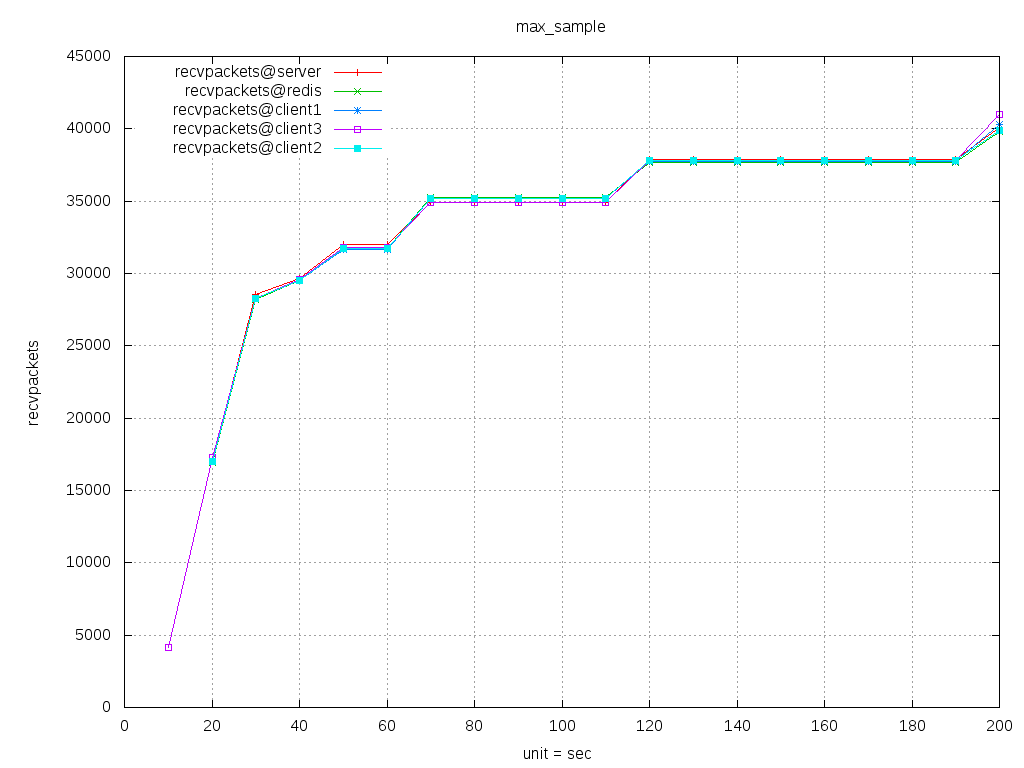 max_sample
45000
40000
35000
30000
25000
20000
15000
10000
5000
0
recvpackets
recvpackets@server
recvpackets@redis
recvpackets@client1
recvpackets@client3
recvpackets@client2
0 20 40 60 80 100 120 140 160 180 200
unit = sec